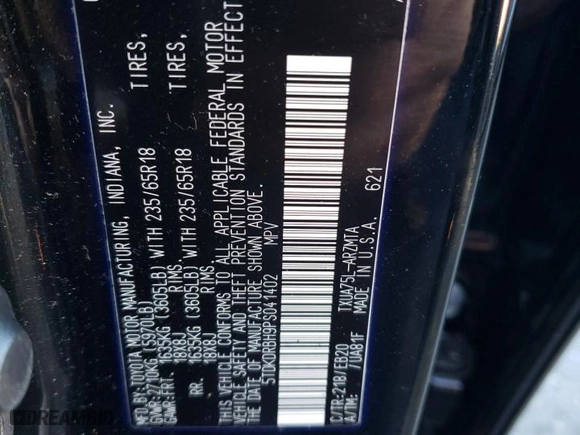 MFD.BY:TOYOTA MOTOR MANUFACTURING, INDIANA, INC.
GVWR: 2710KG (5970LB)
GAWR:FRT. 1635KG (3605LB) WITH 235/65R18 TIRES,
18X8J RIMS
RR. 1635KG (3605LB) WITH 235/65R18 TIRES,
18X8J RIMS
THIS VEHICLE CONFORMS TO ALL APPLICABLE FEDERAL MOTOR
VEHICLE SAFETY AND THEFT PREVENTION STANDARDS IN EFFECT
ON THE DATE OF MANUFACTURE SHOWN ABOVE.
5TDKDRBH9PS041402 MPV
621
C/TR:218/EB20 TXUA75L-ARZMTA
A/TM: /UA81F MADE IN U.S.A.
DREAMBID